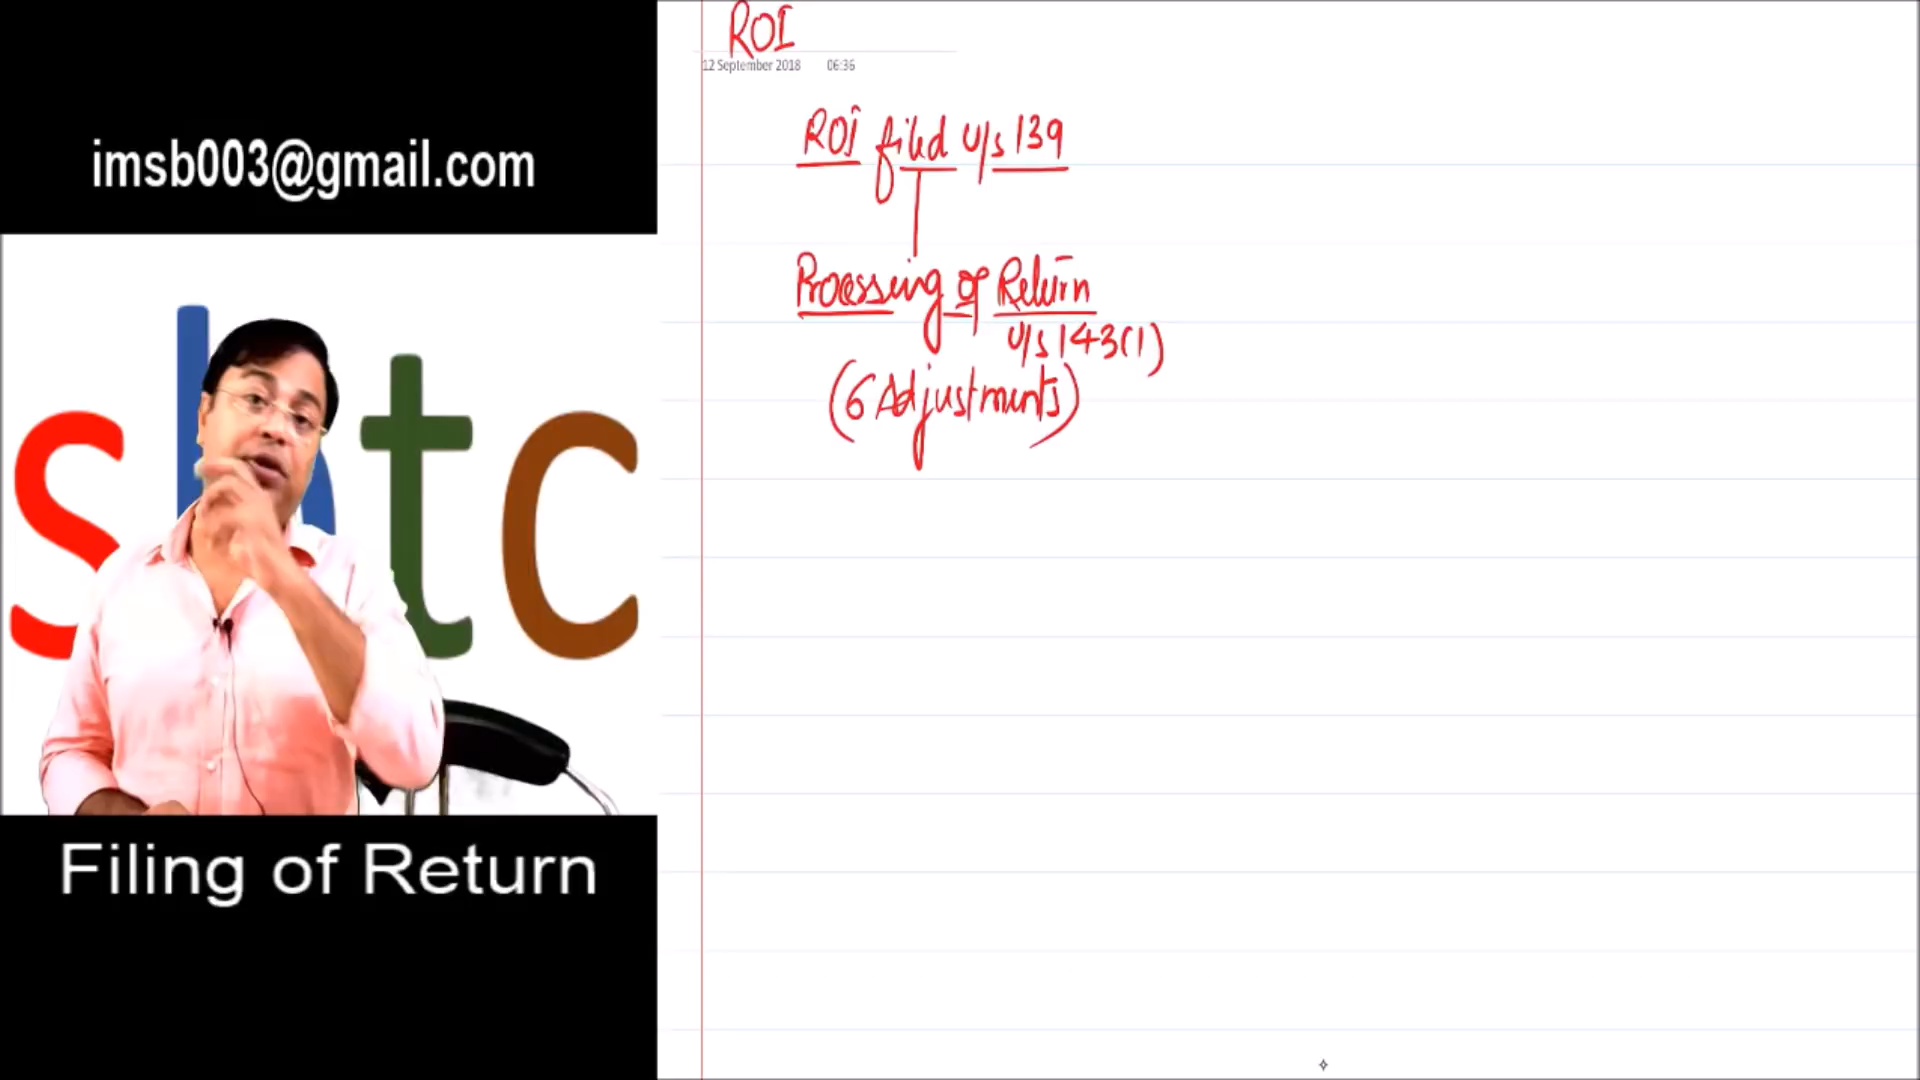 imsb003@gmail.com
sbtc
Filing of Return
ROI
12 September 2018 06:36
ROI filed u/s 139
Processing of Return
u/s 143(1)
(6 Adjustments)